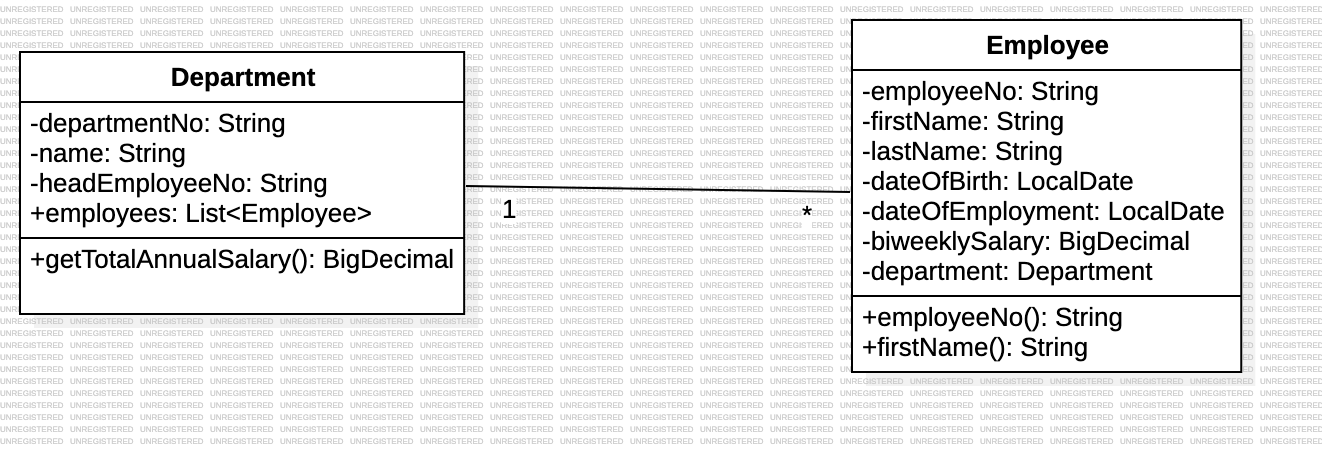 Department
-departmentNo: String
-name: String
-headEmployeeNo: String
+employees: List<Employee>
+getTotalAnnualSalary(): BigDecimal
1
*
Employee
-employeeNo: String
-firstName: String
-lastName: String
-dateOfBirth: LocalDate
-dateOfEmployment: LocalDate
-biweeklySalary: BigDecimal
-department: Department
+employeeNo(): String
+firstName(): String
UNREGISTERED